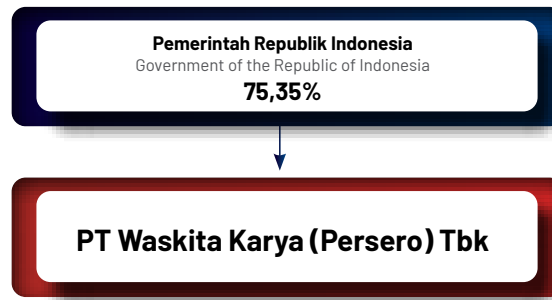 Pemerintah Republik Indonesia
Government of the Republic of Indonesia
75,35%
PT Waskita Karya (Persero) Tbk